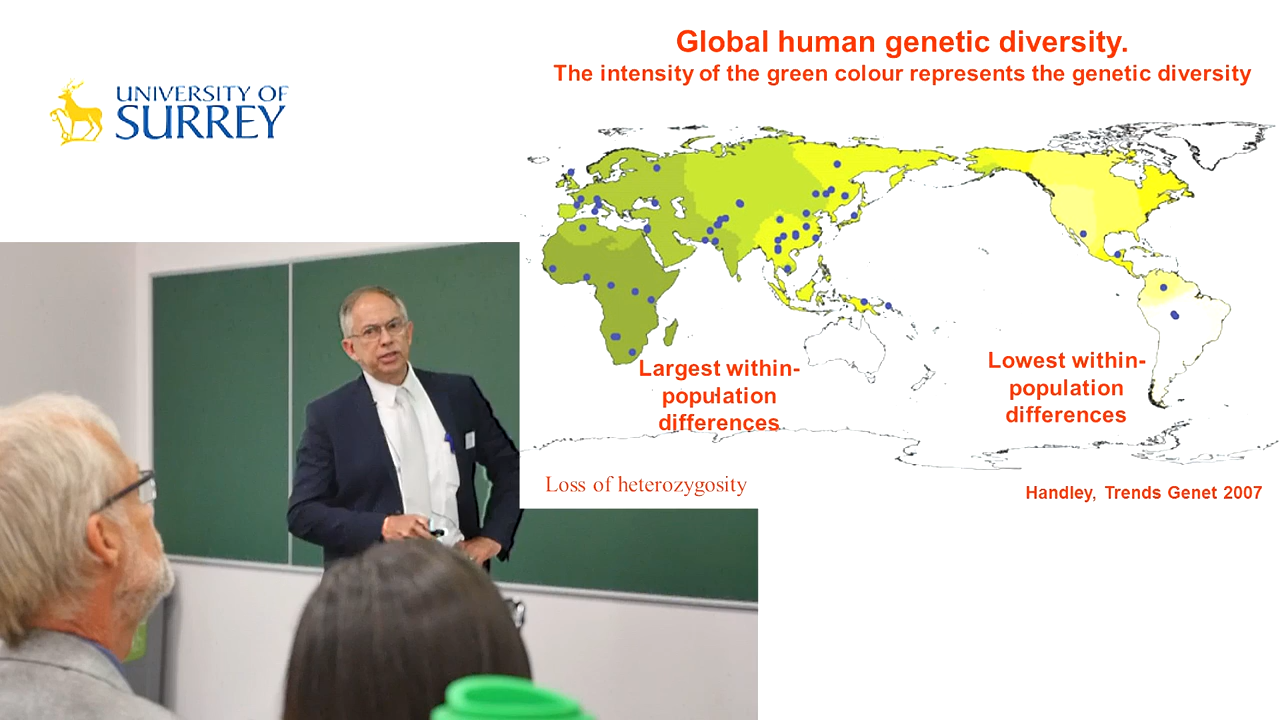 UNIVERSITY OF
SURREY
Global human genetic diversity.
The intensity of the green colour represents the genetic diversity
Largest within-
population
differences
Lowest within-
population
differences
Loss of heterozygosity
Handley, Trends Genet 2007